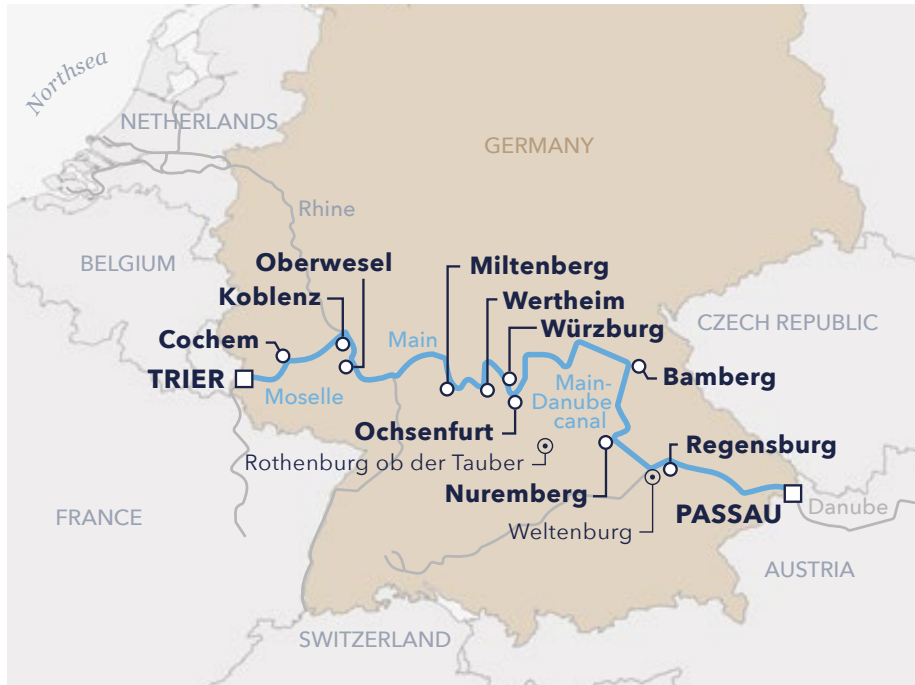 Northsea
NETHERLANDS
GERMANY
Rhine
BELGIUM
Oberwesel
Miltenberg
Koblenz
Wertheim
CZECH REPUBLIC
Cochem
Main
Würzburg
TRIER
Moselle
Main-
Danube
canal
Bamberg
Ochsenfurt
Rothenburg ob der Tauber
Regensburg
Nuremberg
PASSAU
Danube
FRANCE
Weltenburg
AUSTRIA
SWITZERLAND